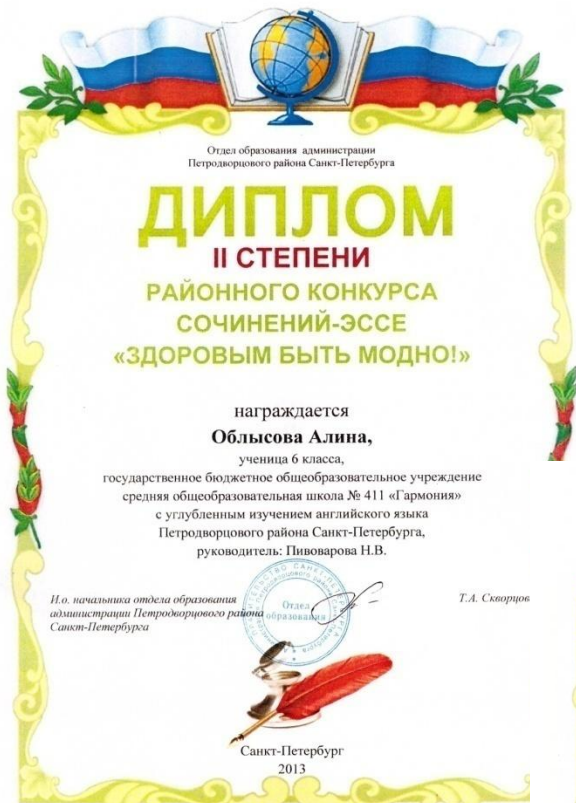 Отдел образования администрации
Петродворцового района Санкт-Петербурга
ДИПЛОМ
II СТЕПЕНИ
РАЙОННОГО КОНКУРСА
СОЧИНЕНИЙ-ЭССЕ
«ЗДОРОВЫМ БЫТЬ МОДНО!»
награждается
Облысова Алина,
ученица 6 класса,
государственное бюджетное общеобразовательное учреждение
средняя общеобразовательная школа № 411 «Гармония»
с углубленным изучением английского языка
Петродворцового района Санкт-Петербурга,
руководитель: Пивоварова Н.В.
И.о. начальника отдела образования
администрации Петродворцового района
Санкт-Петербурга
Т.А. Скворцов
Отдел
образования
Санкт-Петербург
2013